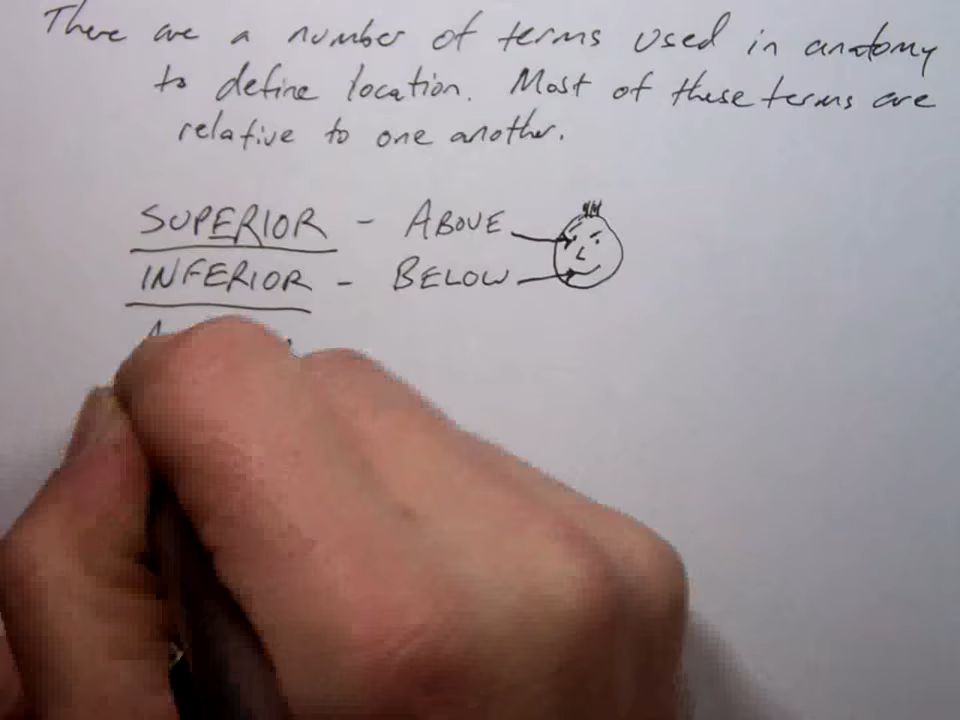 There are a number of terms used in anatomy
to define location. Most of these terms are
relative to one another.
SUPERIOR - ABOVE
INFERIOR - BELOW